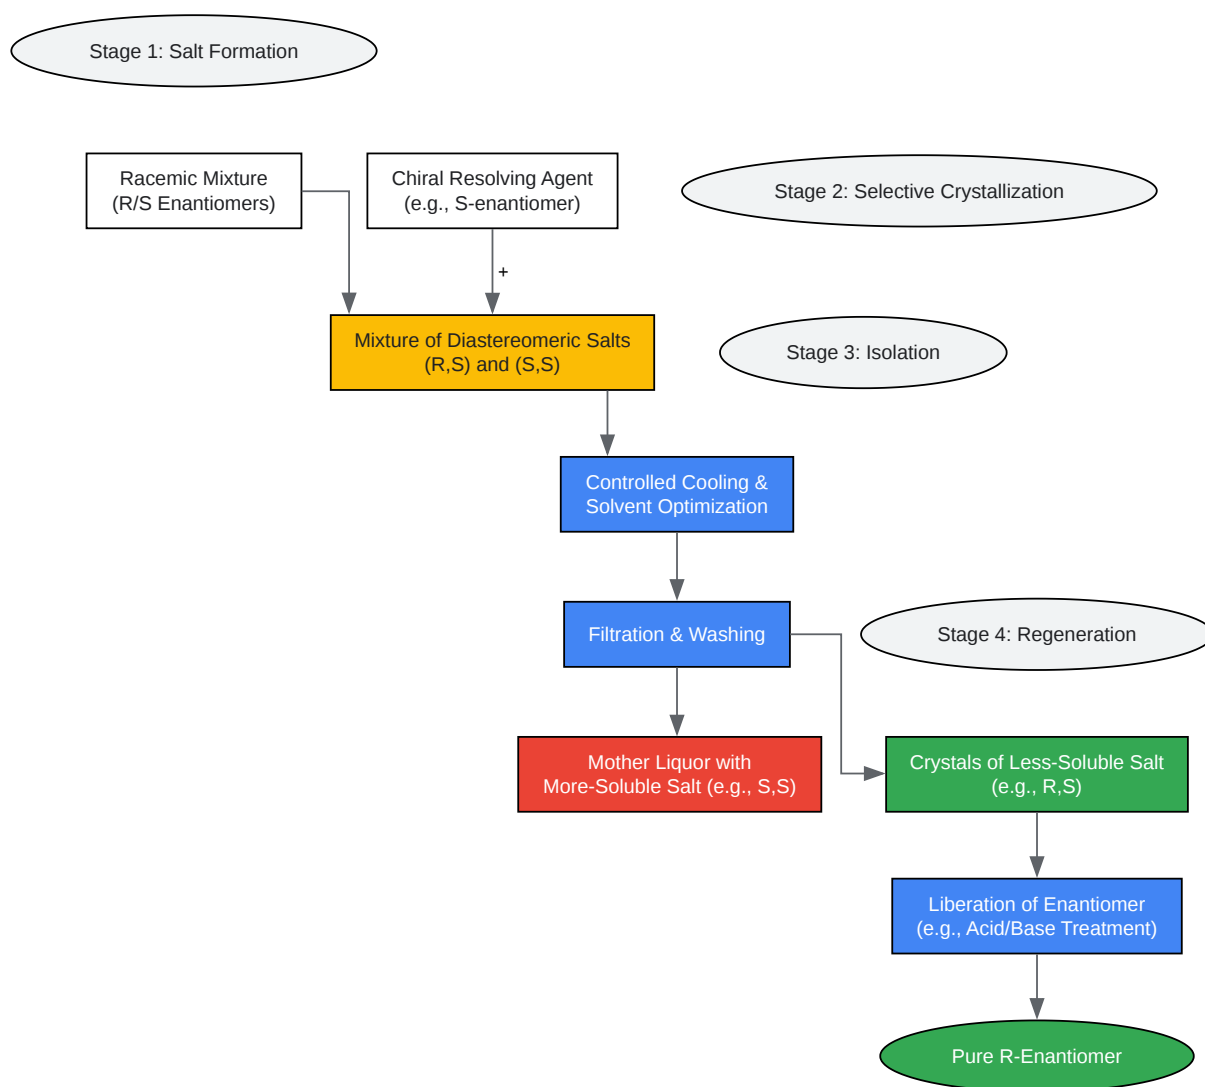 Stage 1: Salt Formation
Racemic Mixture
(R/S Enantiomers)
Chiral Resolving Agent
(e.g., S-enantiomer)
Stage 2: Selective Crystallization
+
Mixture of Diastereomeric Salts
(R,S) and (S,S)
Stage 3: Isolation
Controlled Cooling &
Solvent Optimization
Filtration & Washing
Stage 4: Regeneration
Mother Liquor with
More-Soluble Salt (e.g., S,S)
Crystals of Less-Soluble Salt
(e.g., R,S)
Liberation of Enantiomer
(e.g., Acid/Base Treatment)
Pure R-Enantiomer